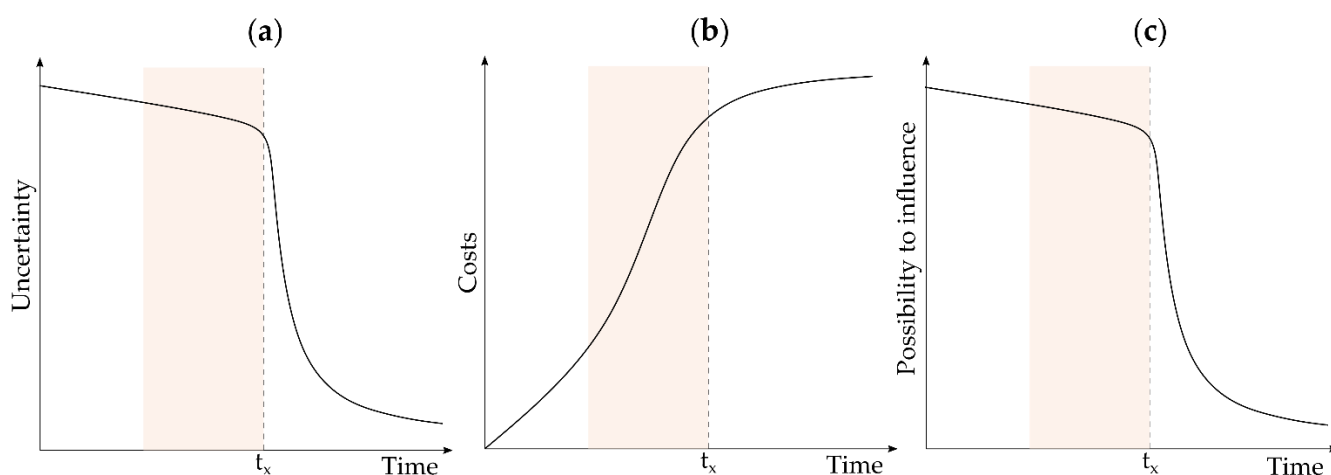 (a)
Uncertainty
tx
Time
(b)
Costs
tx
Time
(c)
Possibility to influence
tx
Time